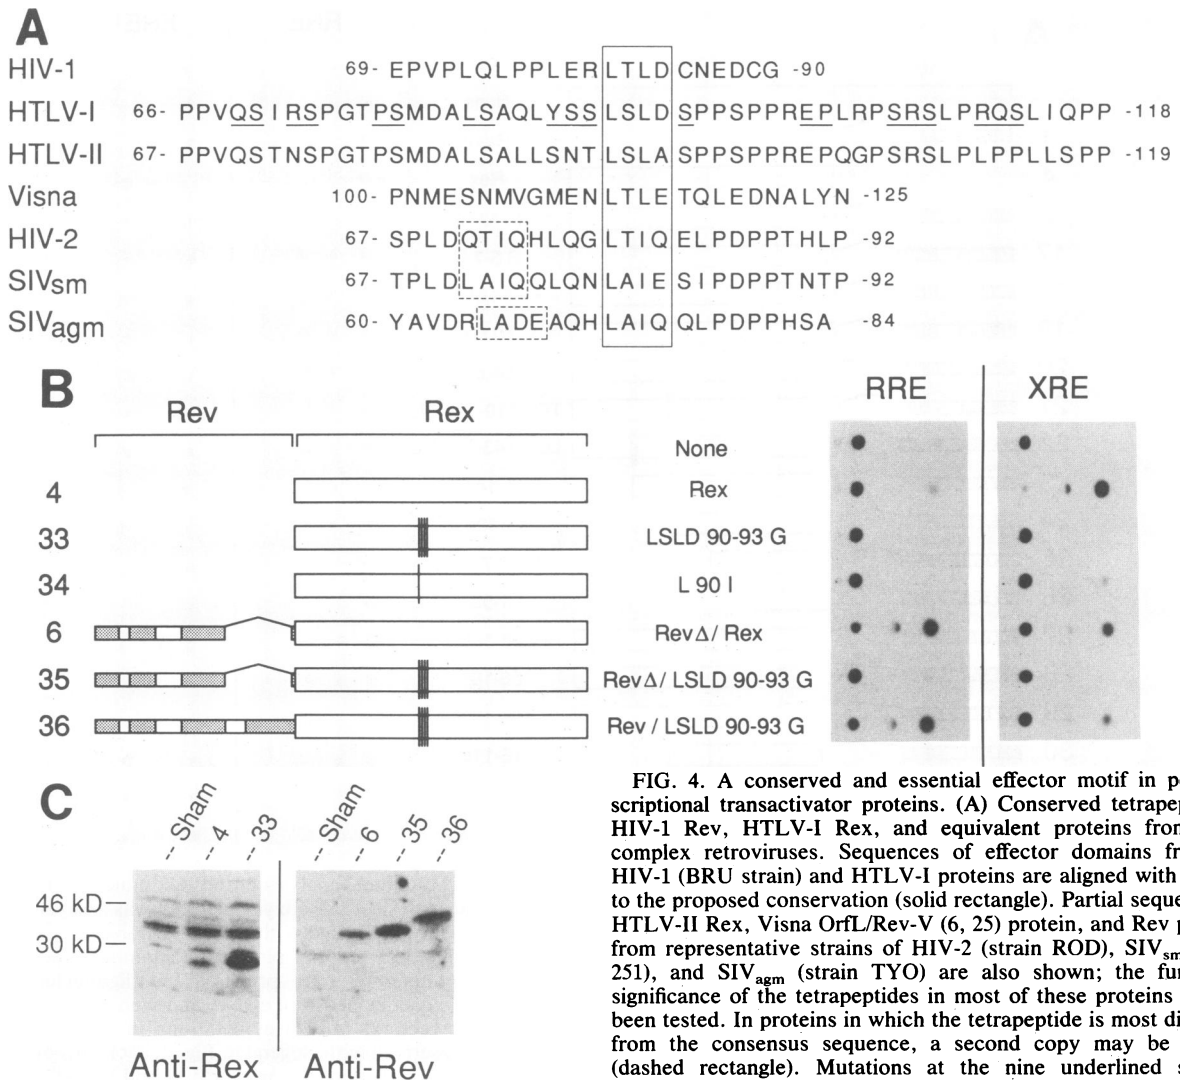 A
HIV-1 69- EPVPLQLPPLER LTLD CNEDCG -90
HTLV-I 66- PPVQSIRSPGTPSMDALSAQLYSS LSLD SPPSPPREPLRPSRSLPRQSLIQPP -118
HTLV-II 67- PPVQSTNSPGTPSMDALSALLSNT LSLA SPPSPPREPQGPSRSLPLPPLLSPP -119
Visna 100- PNMESNMVGMEN LTLE TQLEDNALYN -125
HIV-2 67- SPLDQTIQHLQG LTIQ ELPDPPTHLP -92
SIVsm 67- TPLDLAIQQLQN LAIE SIPDPPTNTP -92
SIVagm 60- YAVDRLADEAQH LAIQ QLPDPPHSA -84
B
Rev Rex RRE XRE
None
4 Rex
33 LSLD 90-93 G
34 L 90 I
6 RevΔ/ Rex
35 RevΔ/ LSLD 90-93 G
36 Rev / LSLD 90-93 G
C
-- Sham
-- 4
-- 33
-- Sham
-- 6
-- 35
-- 36
46 kD
30 kD
Anti-Rex Anti-Rev
FIG. 4. A conserved and essential effector motif in
scriptional transactivator proteins. (A) Conserved
HIV-1 Rev, HTLV-I Rex, and equivalent proteins
complex retroviruses. Sequences of effector domains
HIV-1 (BRU strain) and HTLV-I proteins are aligned with
to the proposed conservation (solid rectangle). Partial
HTLV-II Rex, Visna OrfL/Rev-V (6, 25) protein, and Rev
from representative strains of HIV-2 (strain ROD), SIVsm
251), and SIVagm (strain TYO) are also shown; the
significance of the tetrapeptides in most of these proteins
been tested. In proteins in which the tetrapeptide is most
from the consensus sequence, a second copy may be
(dashed rectangle). Mutations at the nine underlined